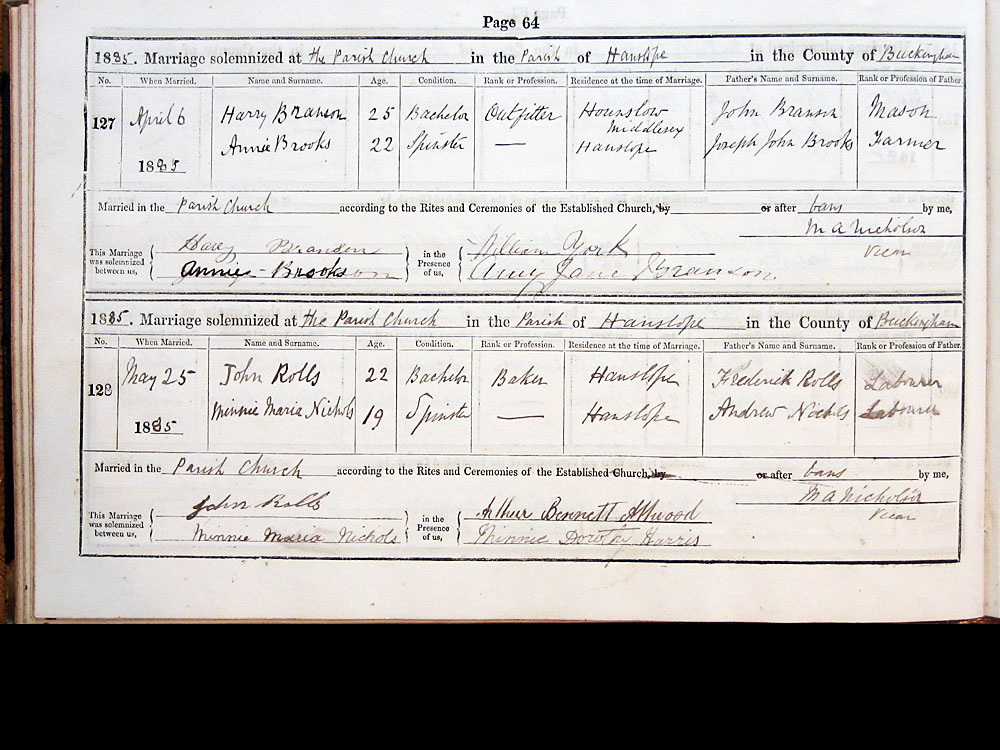 Page 64
1885. Marriage solemnized at the Parish Church in the Parish of Hanslope in the County of Buckingham
No. When Married. Name and Surname. Age. Condition. Rank or Profession. Residence at the time of Marriage. Father's Name and Surname. Rank or Profession of Father.
127 April 6 Harry Branson 25 Bachelor Outfitter Hounslow Middlesex John Branson Mason
1885 Annie Brooks 22 Spinster — Hanslope Joseph John Brooks Farmer
Married in the Parish Church according to the Rites and Ceremonies of the Established Church, by or after bans by me,
M A Nicholson
Vicar
This Marriage was solemnized between us, Harry Branson in the Presence of us, William York
Annie Brooks Amy Jane Branson.
1885. Marriage solemnized at the Parish Church in the Parish of Hanslope in the County of Buckingham
No. When Married. Name and Surname. Age. Condition. Rank or Profession. Residence at the time of Marriage. Father's Name and Surname. Rank or Profession of Father.
128 May 25 John Rolls 22 Bachelor Baker Hanslope Frederick Rolls Labourer
1885 Minnie Maria Nichols 19 Spinster — Hanslope Andrew Nichols Labourer
Married in the Parish Church according to the Rites and Ceremonies of the Established Church, by or after bans by me,
M A Nicholson
Vicar
This Marriage was solemnized between us, John Rolls in the Presence of us, Arthur Bennett Attwood
Minnie Maria Nichols Minnie Dorothy Harris